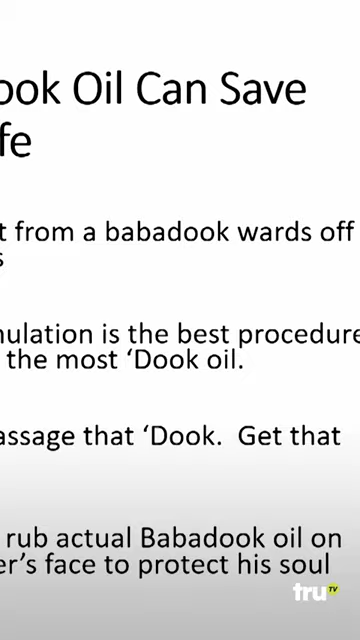 ook Oil Can Save
fe
t from a babadook wards off
s
nulation is the best procedure
the most ‘Dook oil.
assage that ‘Dook.  Get that
rub actual Babadook oil on
er’s face to protect his soul
tru TV